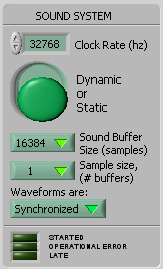 SOUND SYSTEM
32768 Clock Rate (hz)
Dynamic
or
Static
16384 Sound Buffer
Size (samples)
1 Sample size,
(# buffers)
Waveforms are:
Synchronized
STARTED
OPERATIONAL ERROR
LATE